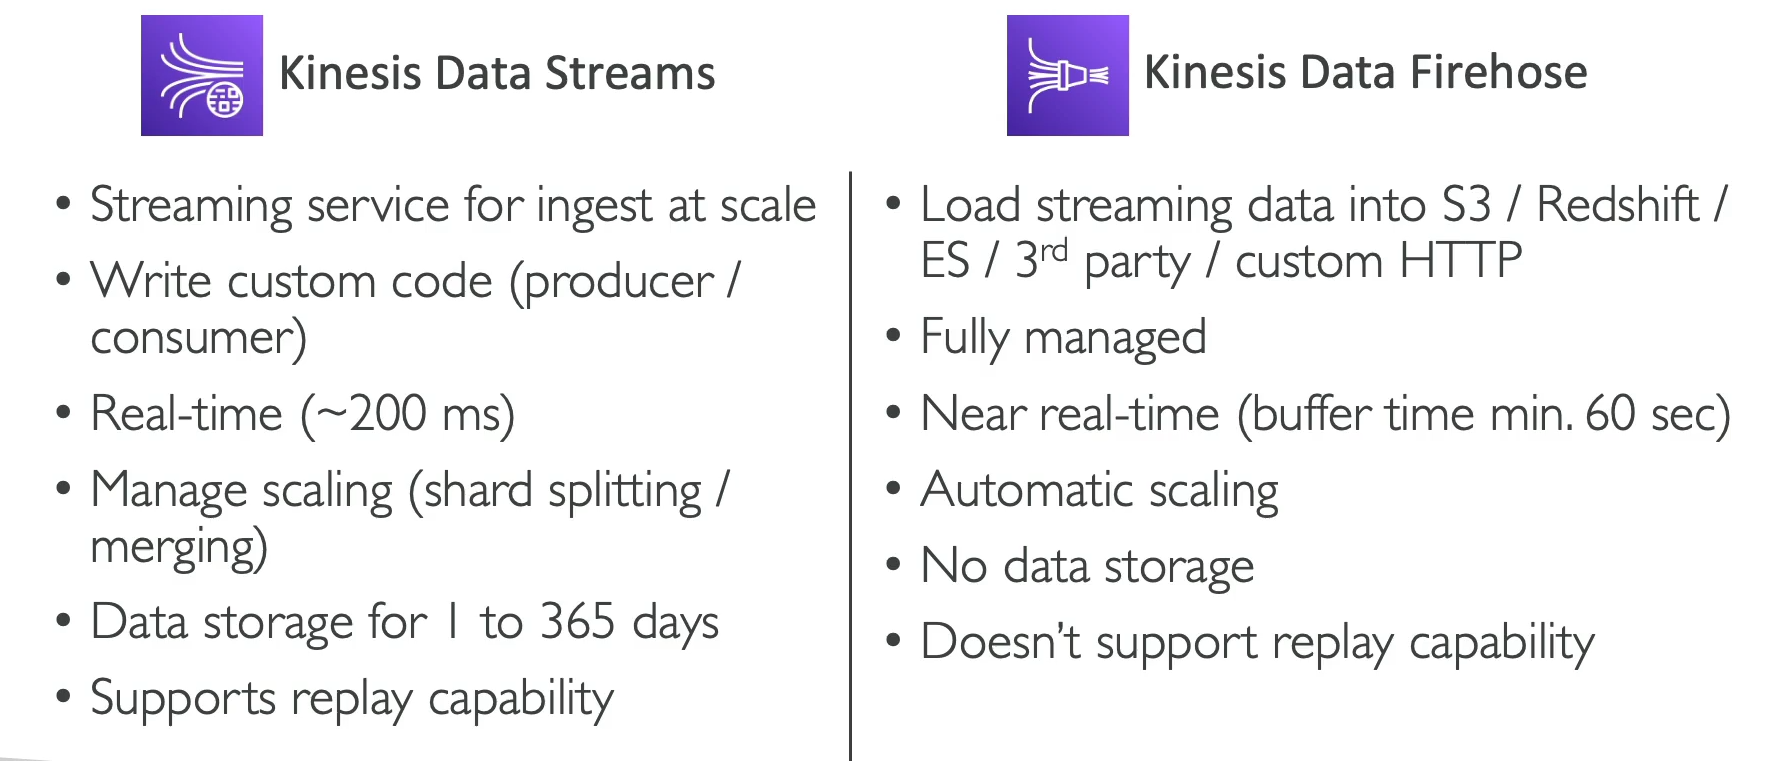 Kinesis Data Streams
• Streaming service for ingest at scale
• Write custom code (producer /
consumer)
• Real-time (~200 ms)
• Manage scaling (shard splitting /
merging)
• Data storage for 1 to 365 days
• Supports replay capability
Kinesis Data Firehose
• Load streaming data into S3 / Redshift /
ES / 3rd party / custom HTTP
• Fully managed
• Near real-time (buffer time min. 60 sec)
• Automatic scaling
• No data storage
• Doesn’t support replay capability